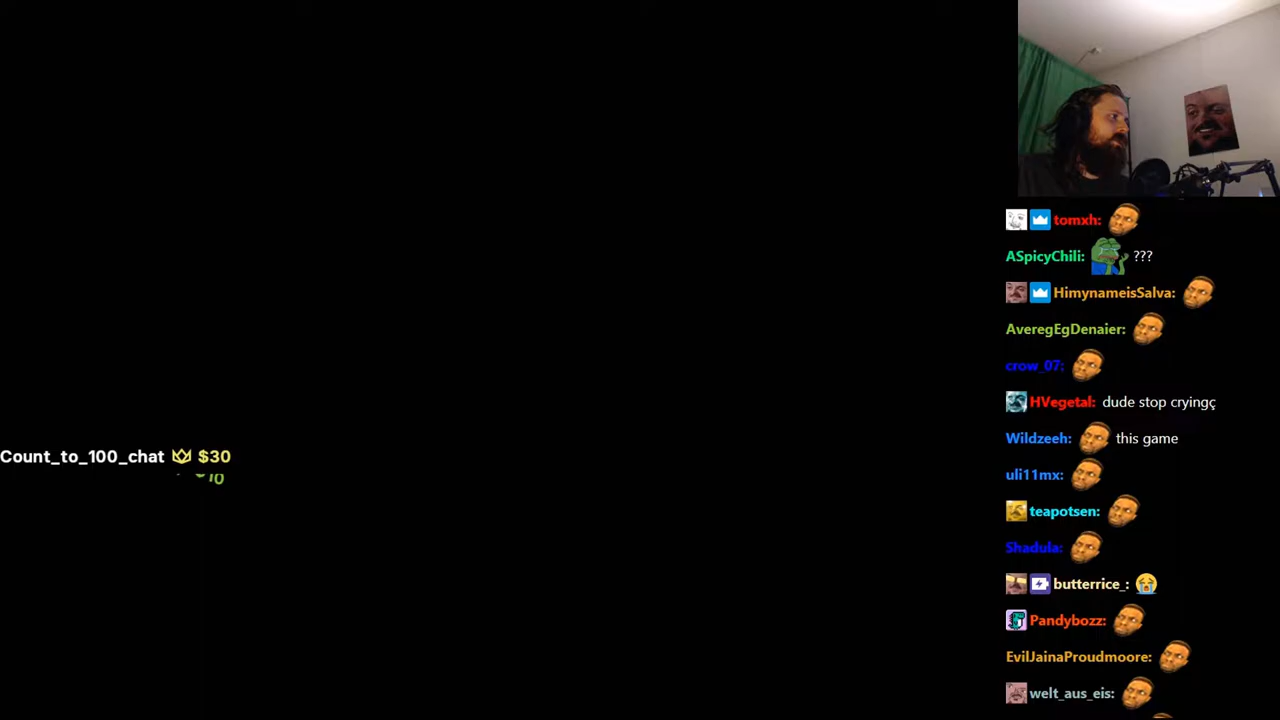 tomxh:
ASpicyChili: ???
HimynameisSalva:
AveregEgDenaier:
crow_07:
HVegetal: dude stop cryingç
Count_to_100_chat $30
$10
Wildzeeh: this game
uli11mx:
teapotsen:
Shadula:
butterrice_:
Pandybozz:
EvilJainaProudmoore:
welt_aus_eis: